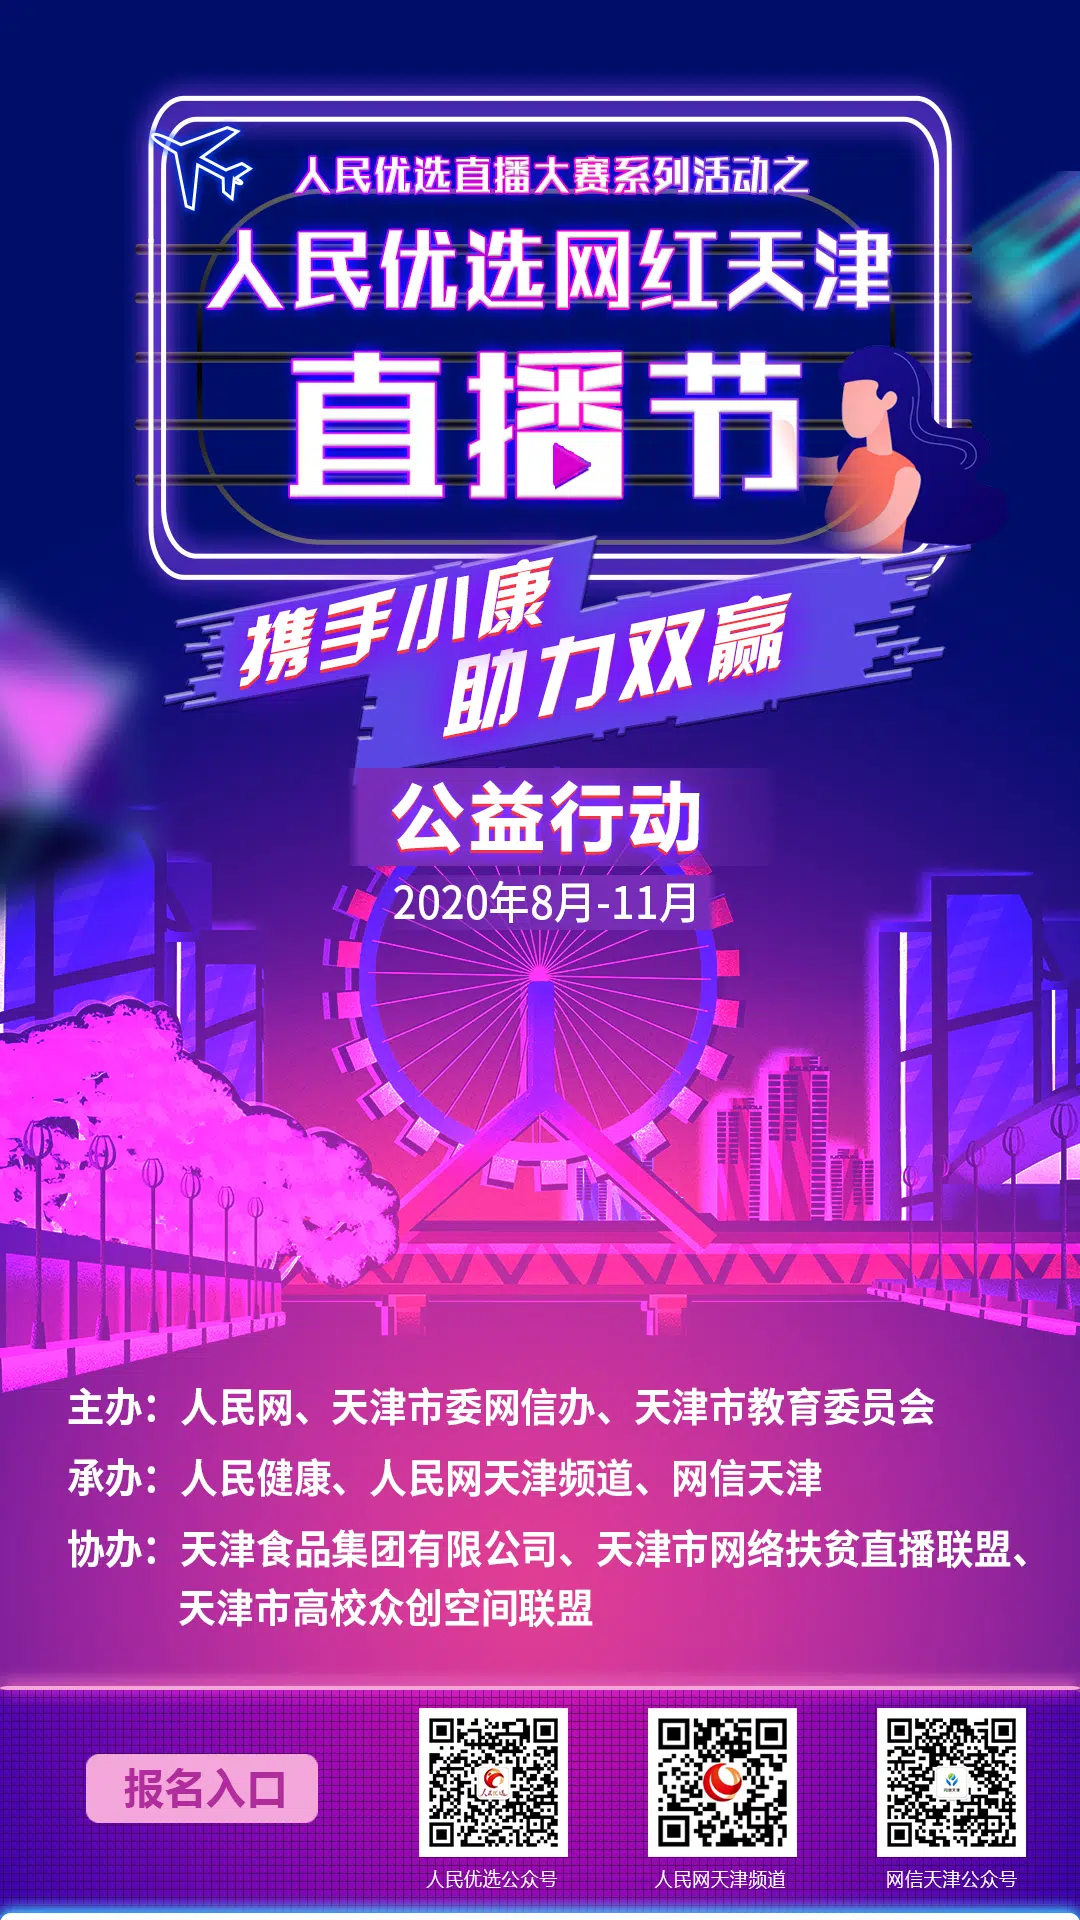 人民优选直播大赛系列活动之
人民优选网红天津
直播节
携手小康
助力双赢
公益行动
2020年8月-11月
主办：人民网、天津市委网信办、天津市教育委员会
承办：人民健康、人民网天津频道、网信天津
协办：天津食品集团有限公司、天津市网络扶贫直播联盟、
天津市高校众创空间联盟
报名入口
人民优选公众号
人民网天津频道
网信天津公众号